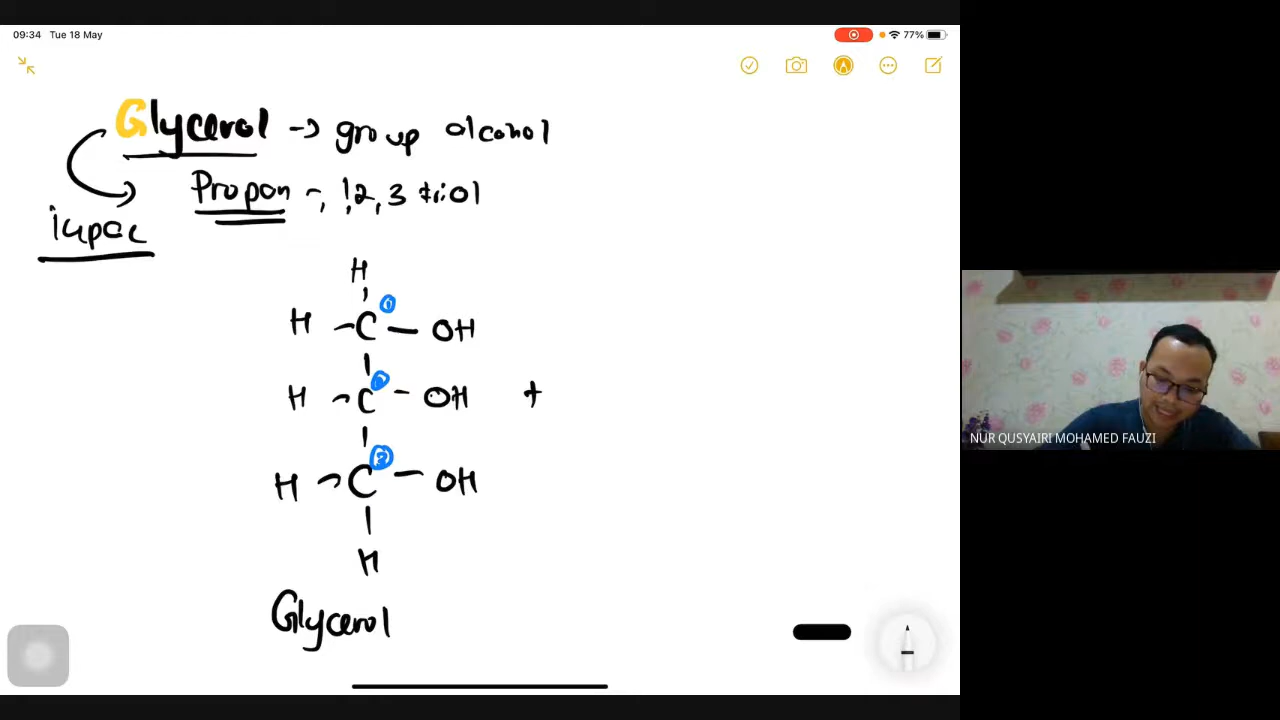 09:34 Tue 18 May
77%
Glycerol → group alcohol
Propan -, 1,2,3 triol
iupac
H
H - C - OH
H - C - OH +
H - C - OH
H
Glycerol
NUR QUSYAIRI MOHAMED FAUZI